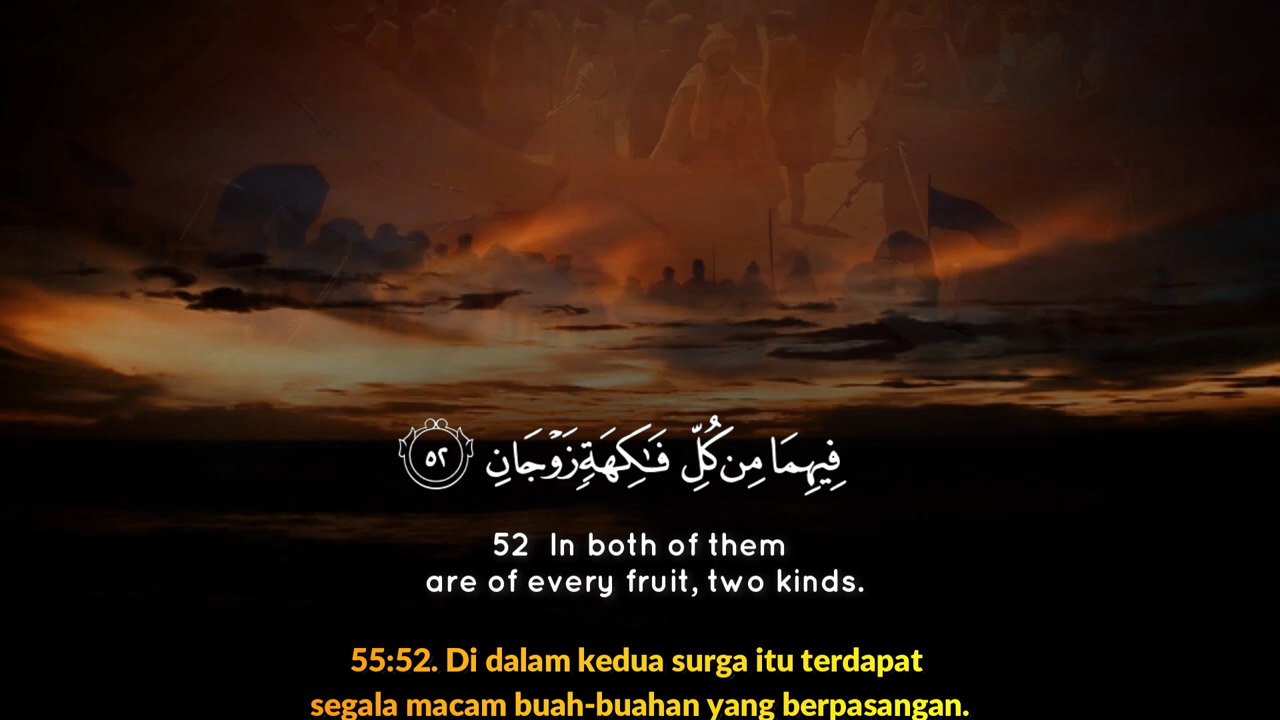 فِيهِمَا مِن كُلِّ فَـٰكِهَةٍ زَوْجَانِ ٥٢
52 In both of them
are of every fruit, two kinds.
55:52. Di dalam kedua surga itu terdapat
segala macam buah-buahan yang berpasangan.